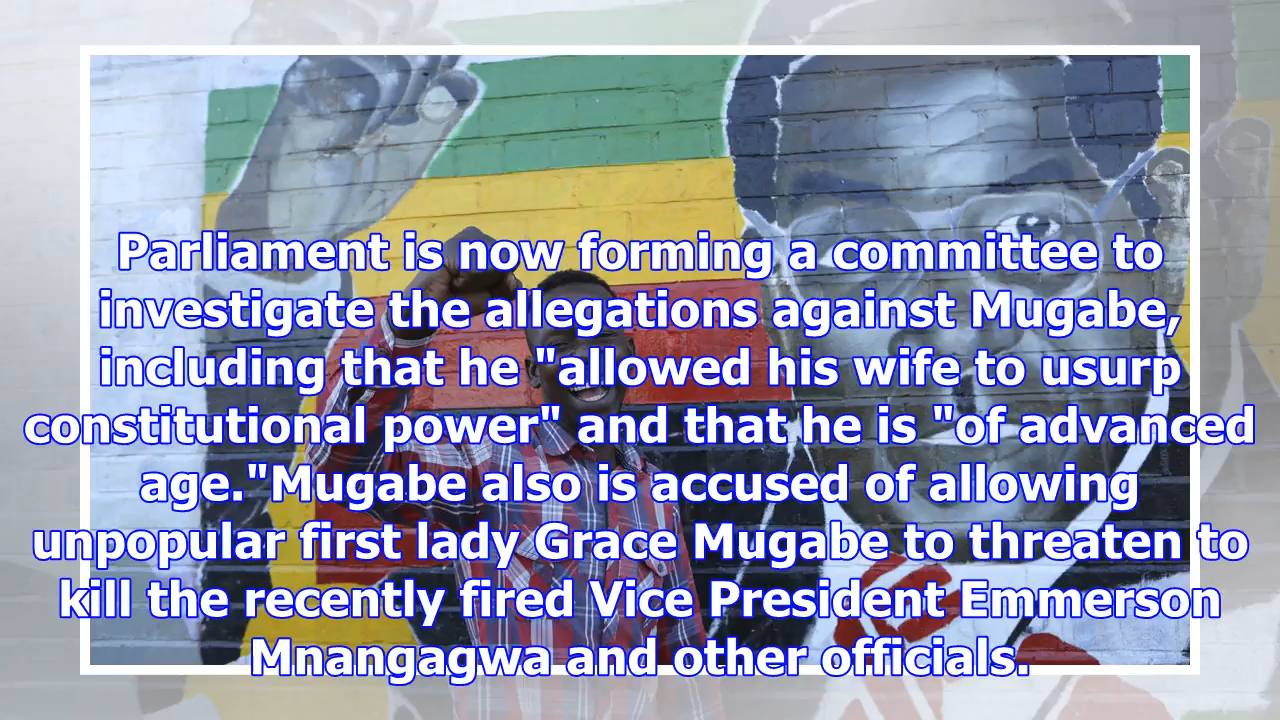 Parliament is now forming a committee to
investigate the allegations against Mugabe,
including that he "allowed his wife to usurp
constitutional power" and that he is "of advanced
age."Mugabe also is accused of allowing
unpopular first lady Grace Mugabe to threaten to
kill the recently fired Vice President Emmerson
Mnangagwa and other officials.